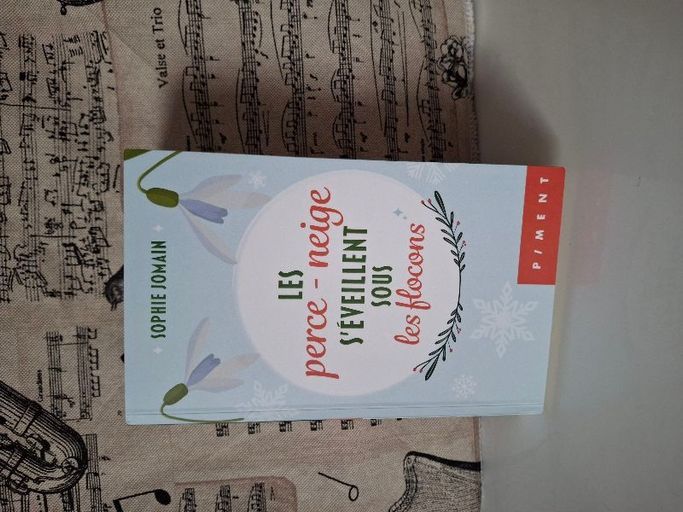 SOPHIE JOMAIN
LES
perce - neige
S'ÉVEILLENT
SOUS
les flocons
PIMENT
Valse et Trio